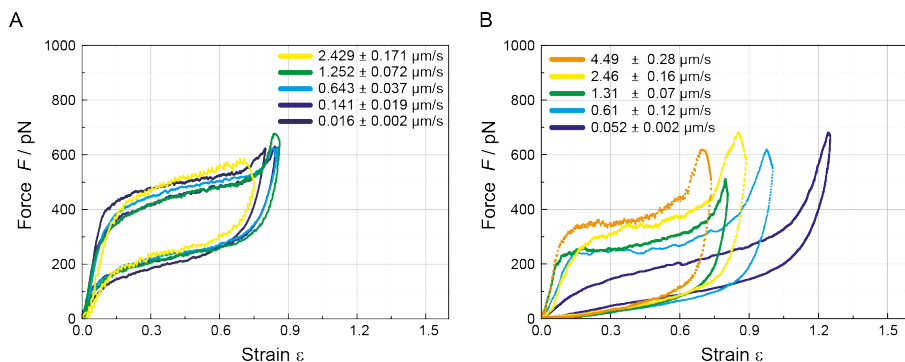 A
B
1000
800
600
400
200
0
0.0 0.3 0.6 0.9 1.2 1.5
Force F / pN
Strain ε
2.429 ± 0.171 µm/s
1.252 ± 0.072 µm/s
0.643 ± 0.037 µm/s
0.141 ± 0.019 µm/s
0.016 ± 0.002 µm/s
1000
800
600
400
200
0
0.0 0.3 0.6 0.9 1.2 1.5
Force F / pN
Strain ε
4.49 ± 0.28 µm/s
2.46 ± 0.16 µm/s
1.31 ± 0.07 µm/s
0.61 ± 0.12 µm/s
0.052 ± 0.002 µm/s